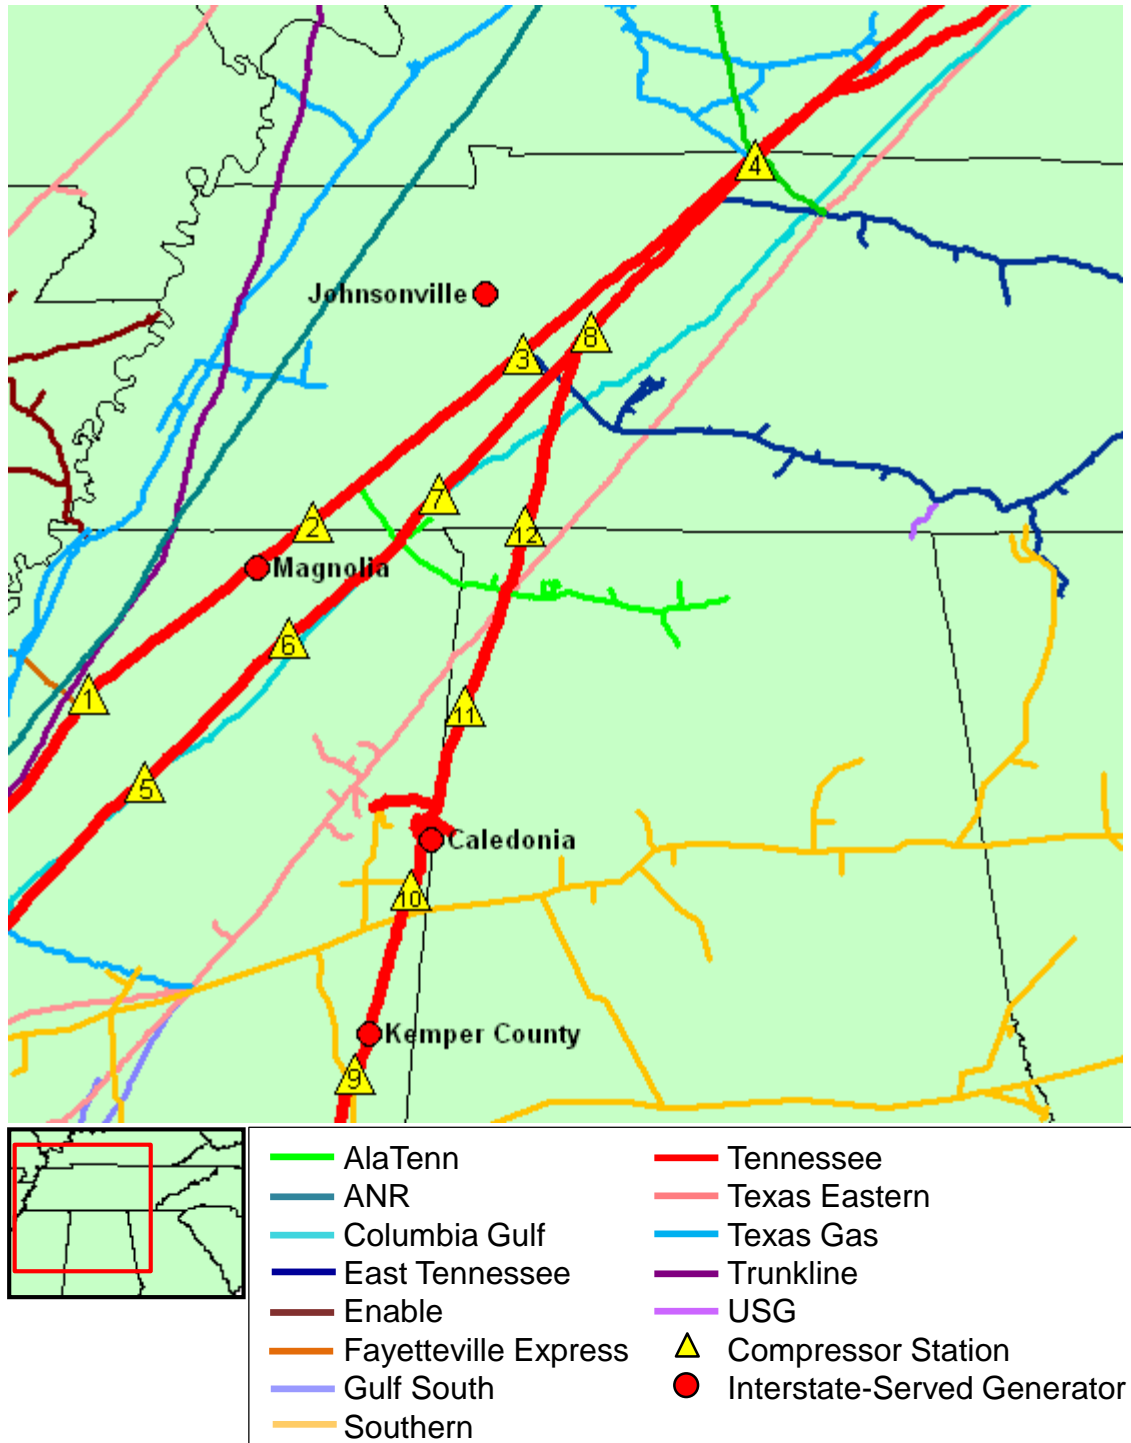 4
Johnsonville
8
3
7
2
12
Magnolia
6
1
11
5
Caledonia
10
Kemper County
9
AlaTenn
ANR
Columbia Gulf
East Tennessee
Enable
Fayetteville Express
Gulf South
Southern
Tennessee
Texas Eastern
Texas Gas
Trunkline
USG
Compressor Station
Interstate-Served Generator